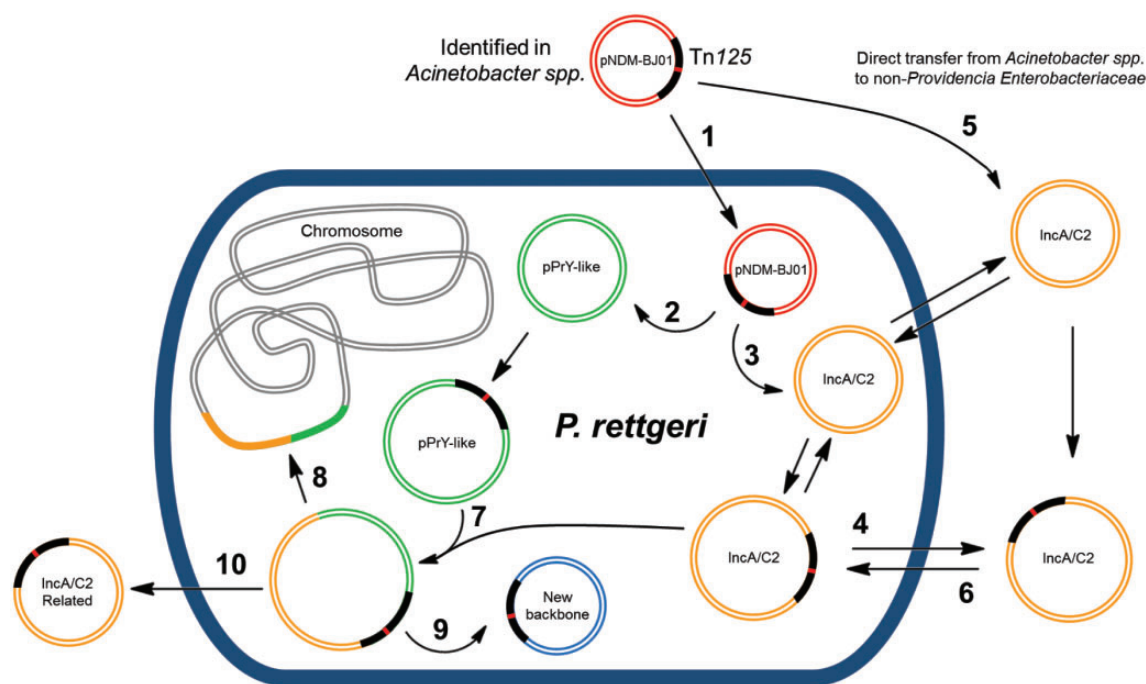 Identified in
Acinetobacter spp.
pNDM-BJ01
Tn125
Direct transfer from Acinetobacter spp.
to non-Providencia Enterobacteriaceae
1
5
Chromosome
pPrY-like
pNDM-BJ01
IncA/C2
2
3
IncA/C2
pPrY-like
P. rettgeri
8
7
4
IncA/C2
IncA/C2
6
IncA/C2
Related
10
New
backbone
9